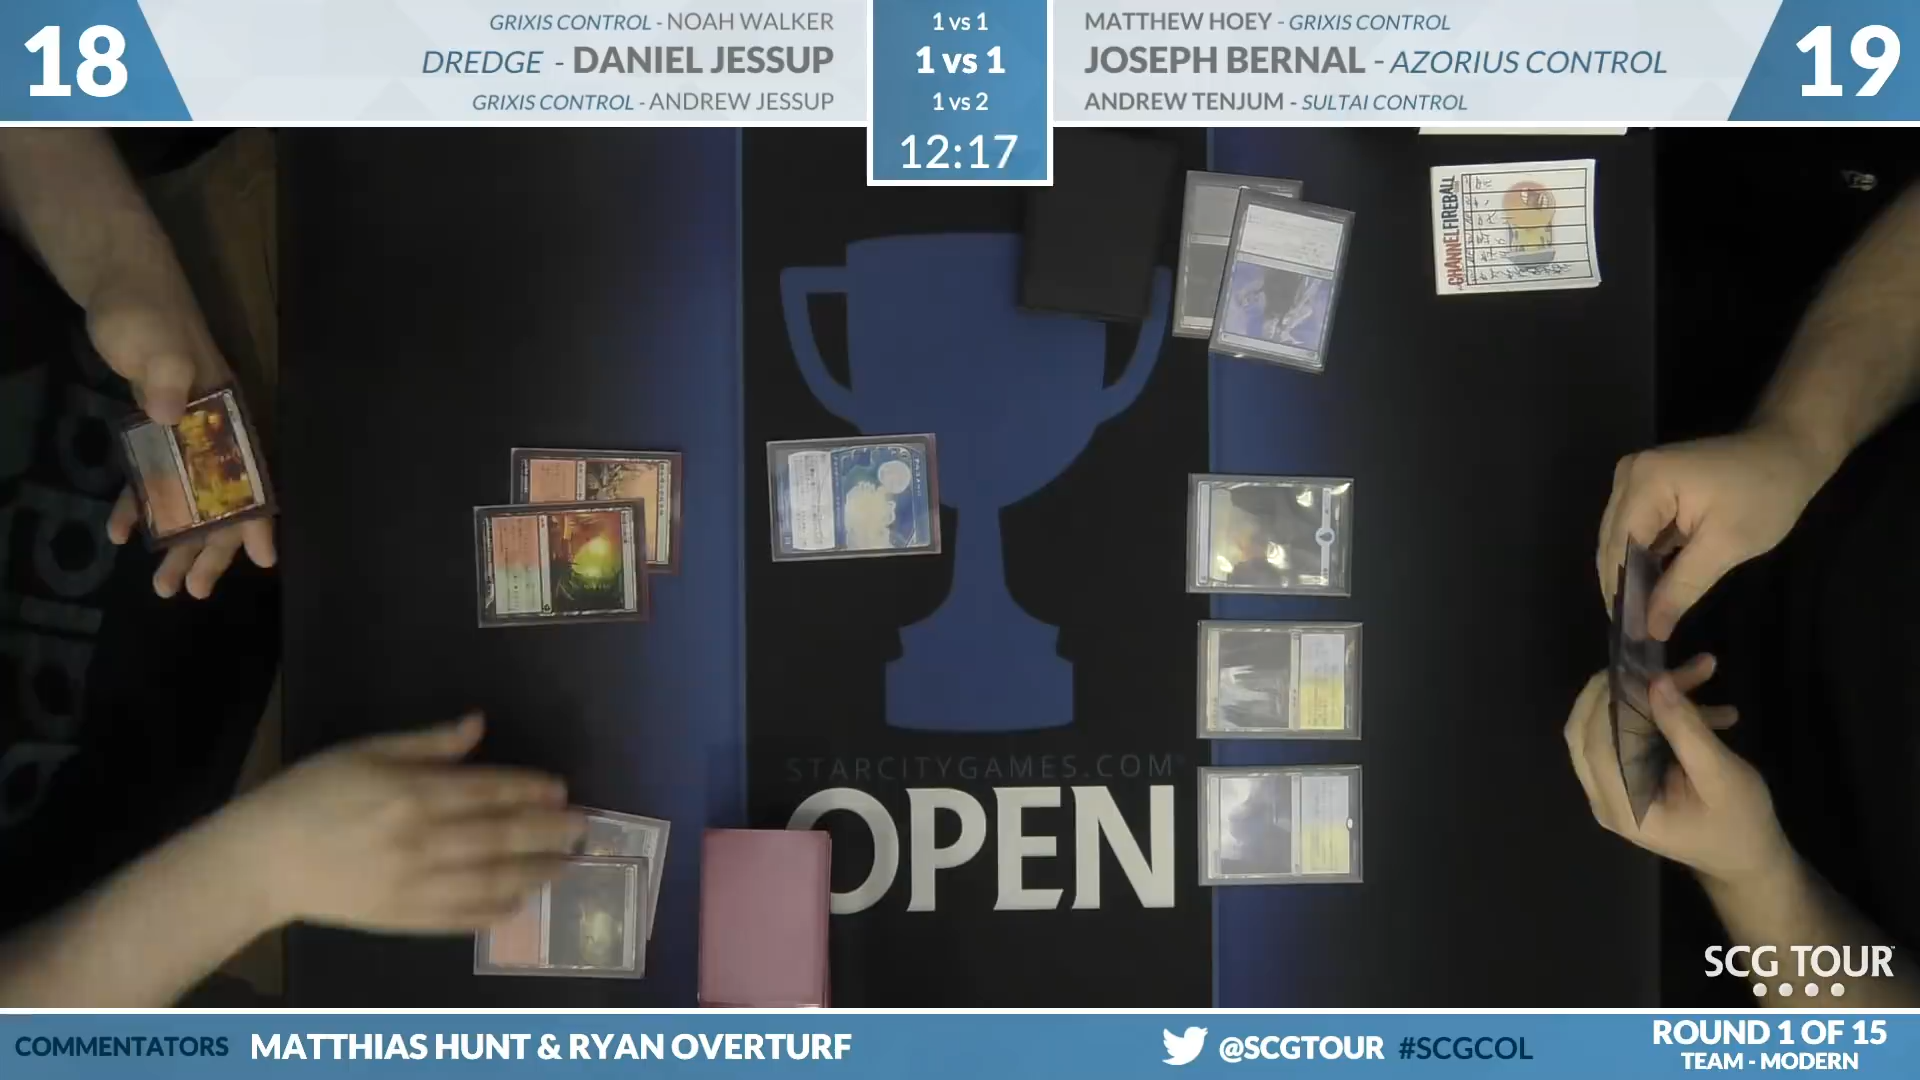 18
GRIXIS CONTROL - NOAH WALKER
DREDGE - DANIEL JESSUP
GRIXIS CONTROL - ANDREW JESSUP
1 vs 1
1 vs 1
1 vs 2
12:17
MATTHEW HOEY - GRIXIS CONTROL
JOSEPH BERNAL - AZORIUS CONTROL
ANDREW TENJUM - SULTAI CONTROL
19
CHANNELFIREBALL
adidas
STARCITYGAMES.COM
OPEN
SCG TOUR
COMMENTATORS MATTHIAS HUNT & RYAN OVERTURF
@SCGTOUR #SCGCOL
ROUND 1 OF 15
TEAM - MODERN